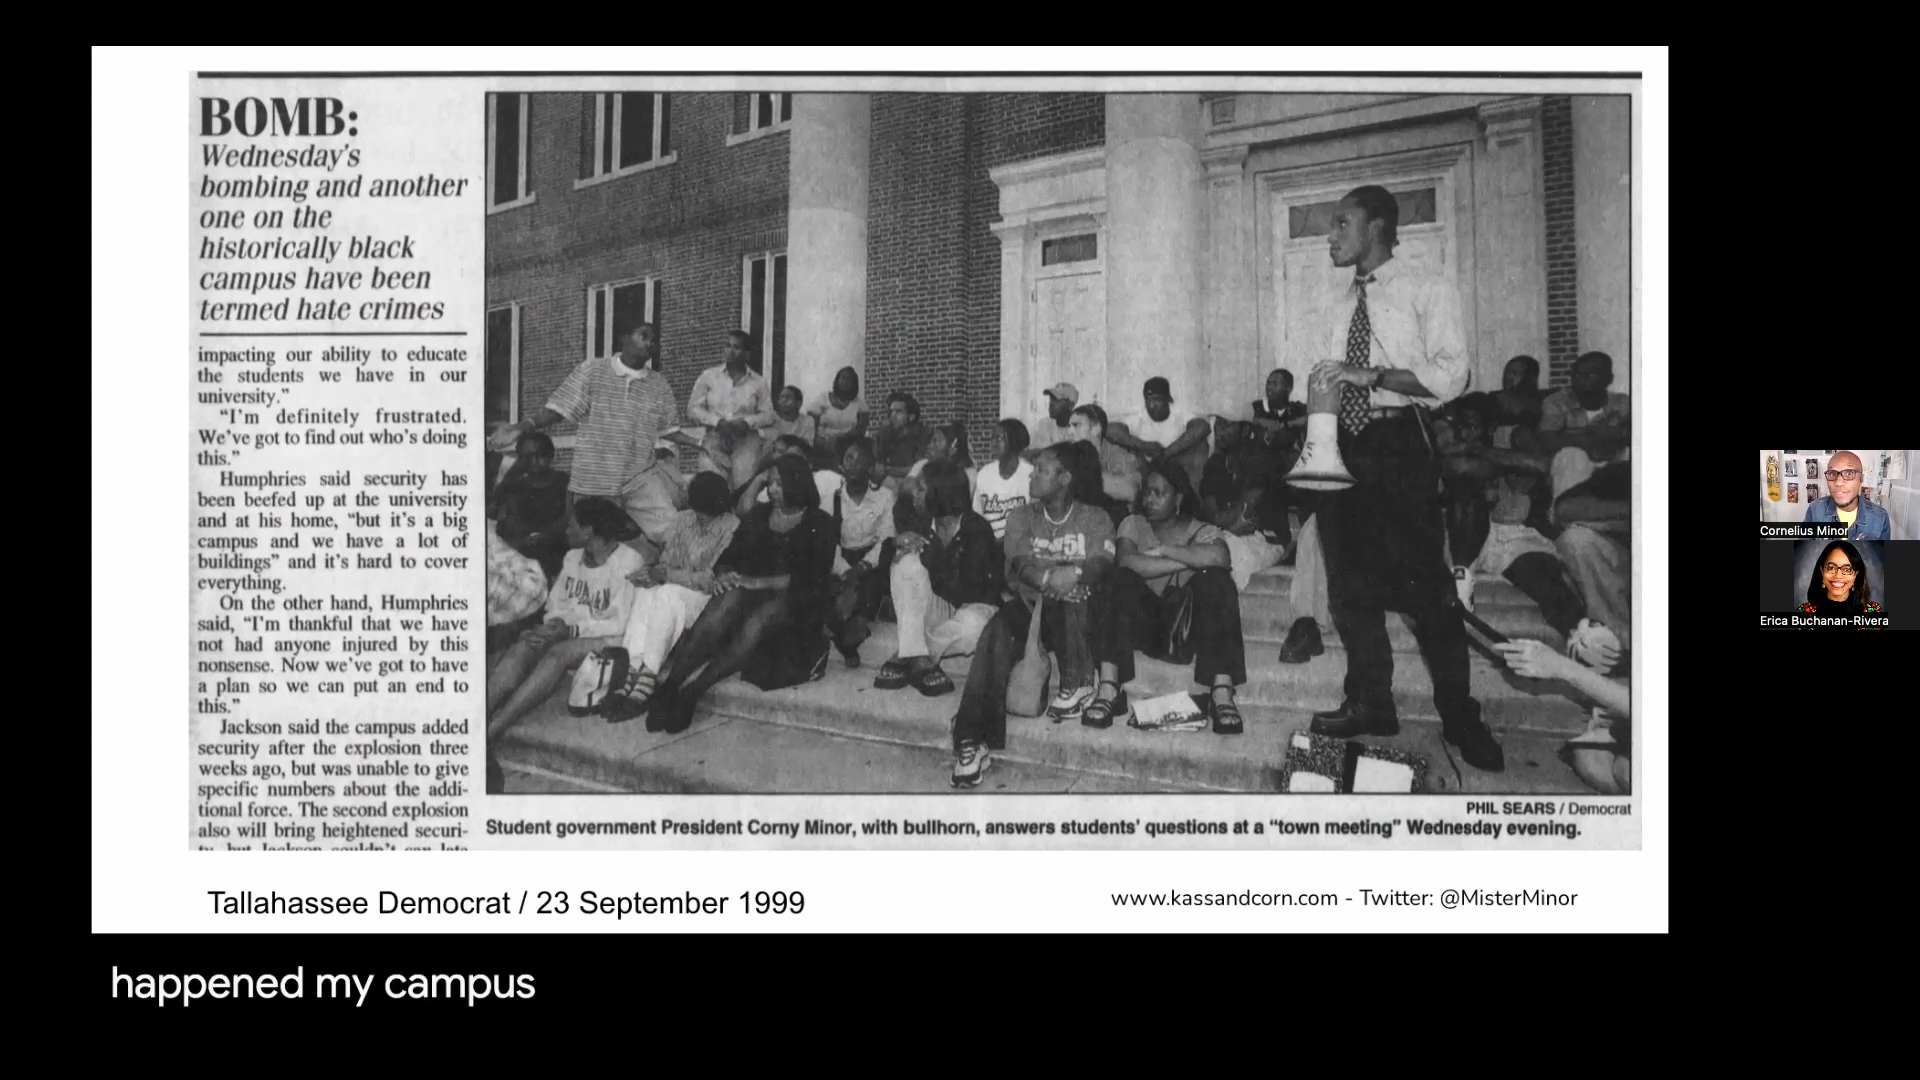 BOMB:
Wednesday's
bombing and another
one on the
historically black
campus have been
termed hate crimes
impacting our ability to educate
the students we have in our
university.”
“I'm definitely frustrated.
We've got to find out who's doing
this.”
Humphries said security has
been beefed up at the university
and at his home, “but it's a big
campus and we have a lot of
buildings” and it's hard to cover
everything.
On the other hand, Humphries
said, “I'm thankful that we have
not had anyone injured by this
nonsense. Now we've got to have
a plan so we can put an end to
this.”
Jackson said the campus added
security after the explosion three
weeks ago, but was unable to give
specific numbers about the addi-
tional force. The second explosion
also will bring heightened securi-
PHIL SEARS / Democrat
Student government President Corny Minor, with bullhorn, answers students' questions at a “town meeting” Wednesday evening.
Tallahassee Democrat / 23 September 1999
www.kassandcorn.com - Twitter: @MisterMinor
happened my campus
Cornelius Minor
Erica Buchanan-Rivera